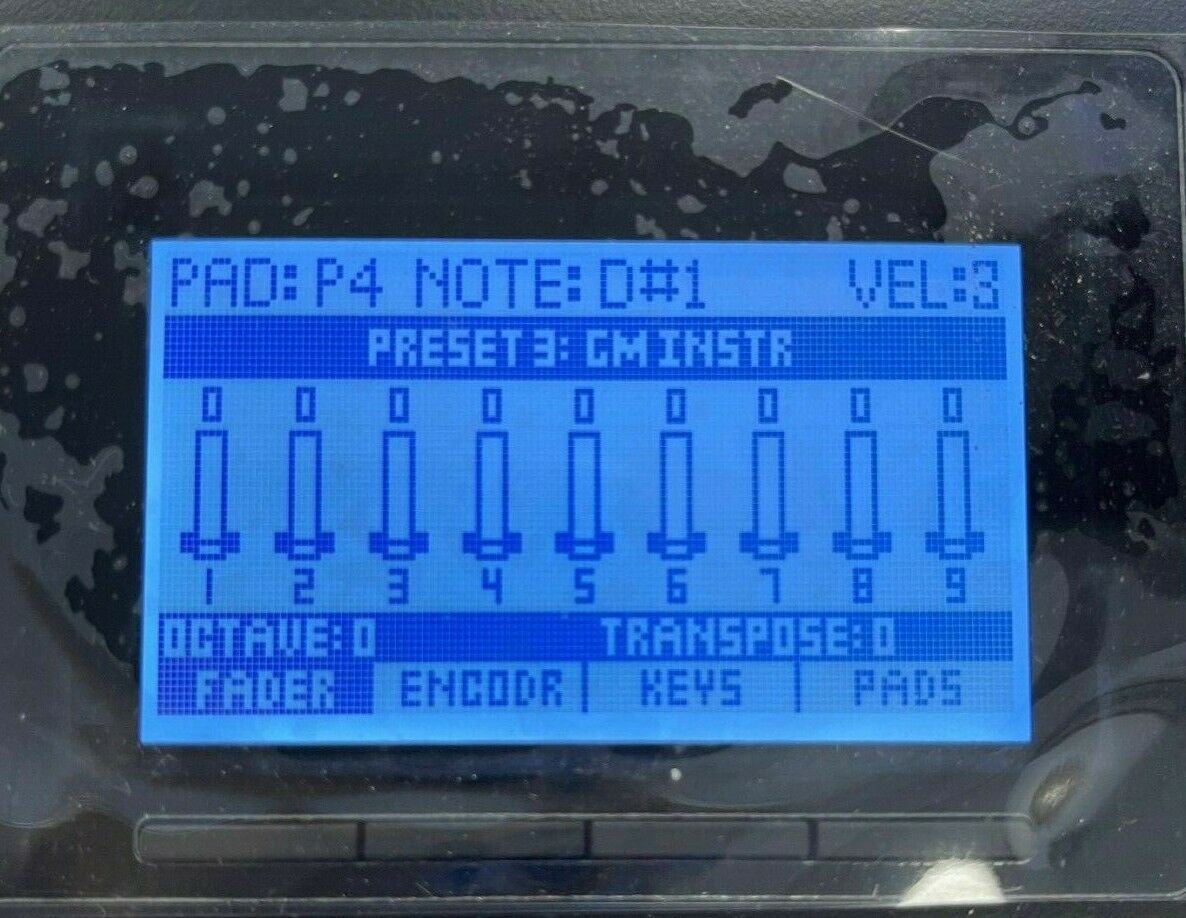 PAD: P4 NOTE: D#1 VEL:3
PRESET 3: GM INSTR
0 0 0 0 0 0 0 0 0
1 2 3 4 5 6 7 8 9
OCTAVE: 0 TRANSPOSE: 0
FADER ENCODR KEYS PADS